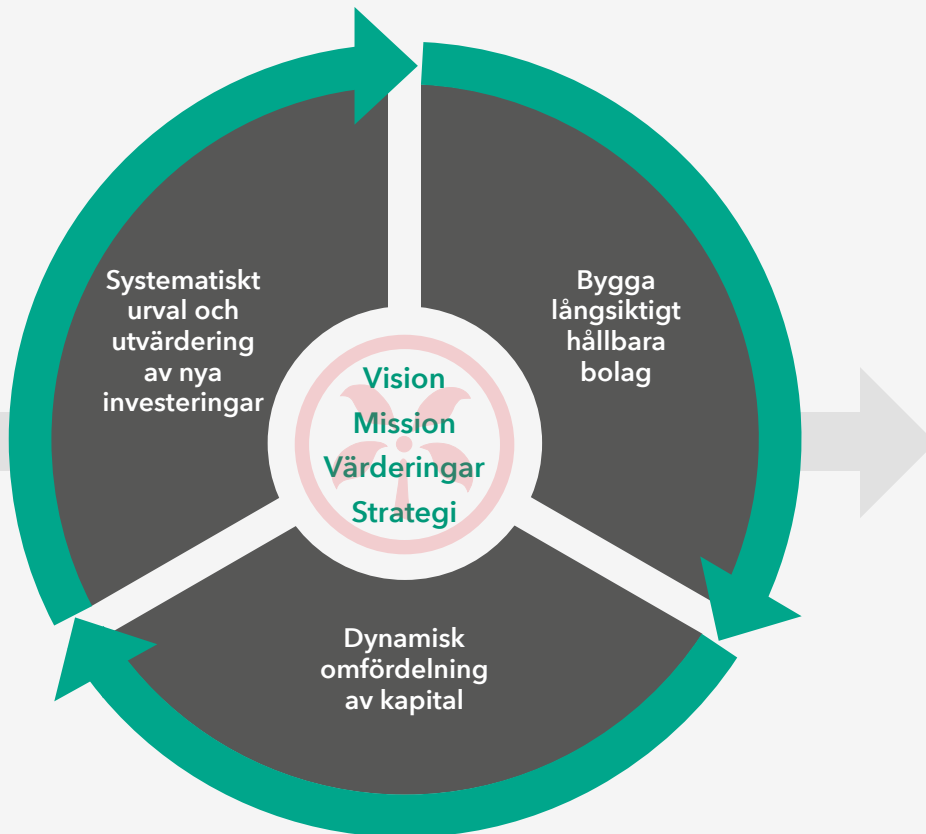 Systematiskt
urval och
utvärdering
av nya
investeringar
Bygga
långsiktigt
hållbara
bolag
Vision
Mission
Värderingar
Strategi
Dynamisk
omfördelning
av kapital